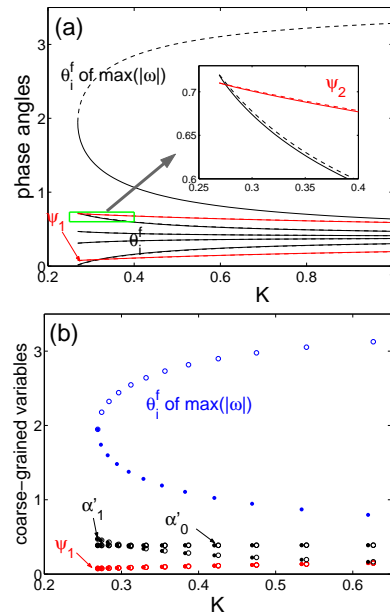 (a)
θ_i^f of max(|ω|)
phase angles
3
2
1
0
0.2
0.4
0.6
0.8
K
ψ_1
θ_i^f
ψ_2
0.7
0.65
0.6
0.25
0.3
0.35
0.4
(b)
θ_i^f of max(|ω|)
coarse-grained variables
3
2
1
0
α'_1
α'_0
ψ_1
0.2
0.3
0.4
0.5
0.6
K